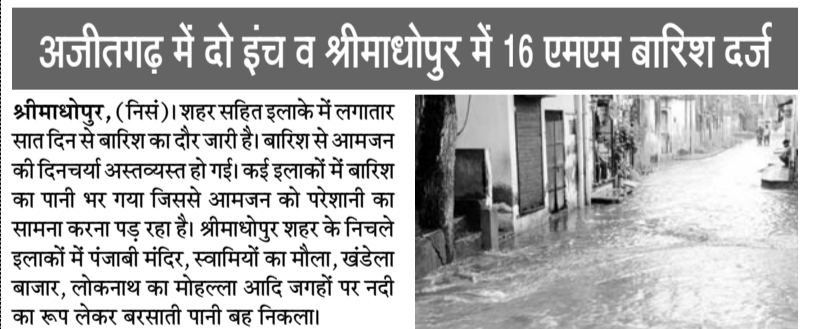 अजीतगढ़ में दो इंच व श्रीमाधोपुर में 16 एमएम बारिश दर्ज
श्रीमाधोपुर, (निसं)। शहर सहित इलाके में लगातार
सात दिन से बारिश का दौर जारी है। बारिश से आमजन
की दिनचर्या अस्तव्यस्त हो गई। कई इलाकों में बारिश
का पानी भर गया जिससे आमजन को परेशानी का
सामना करना पड़ रहा है। श्रीमाधोपुर शहर के निचले
इलाकों में पंजाबी मंदिर, स्वामियों का मौला, खंडेला
बाजार, लोकनाथ का मोहल्ला आदि जगहों पर नदी
का रूप लेकर बरसाती पानी बह निकला।